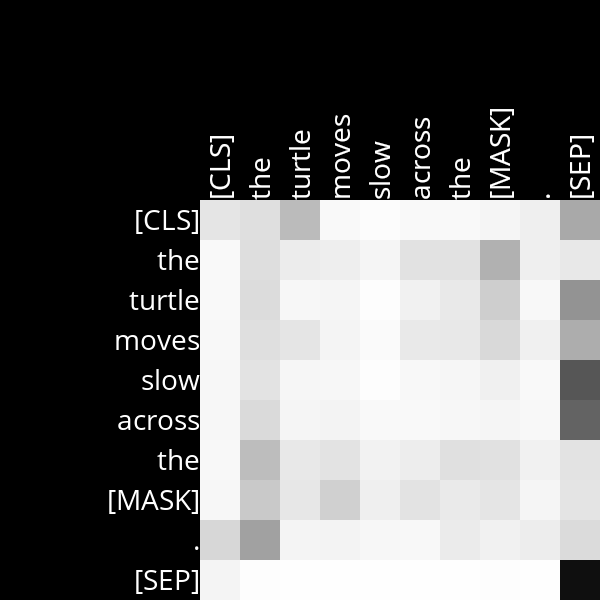 [CLS] the turtle moves slow across the [MASK] . [SEP]
[CLS]
the
turtle
moves
slow
across
the
[MASK]
.
[SEP]